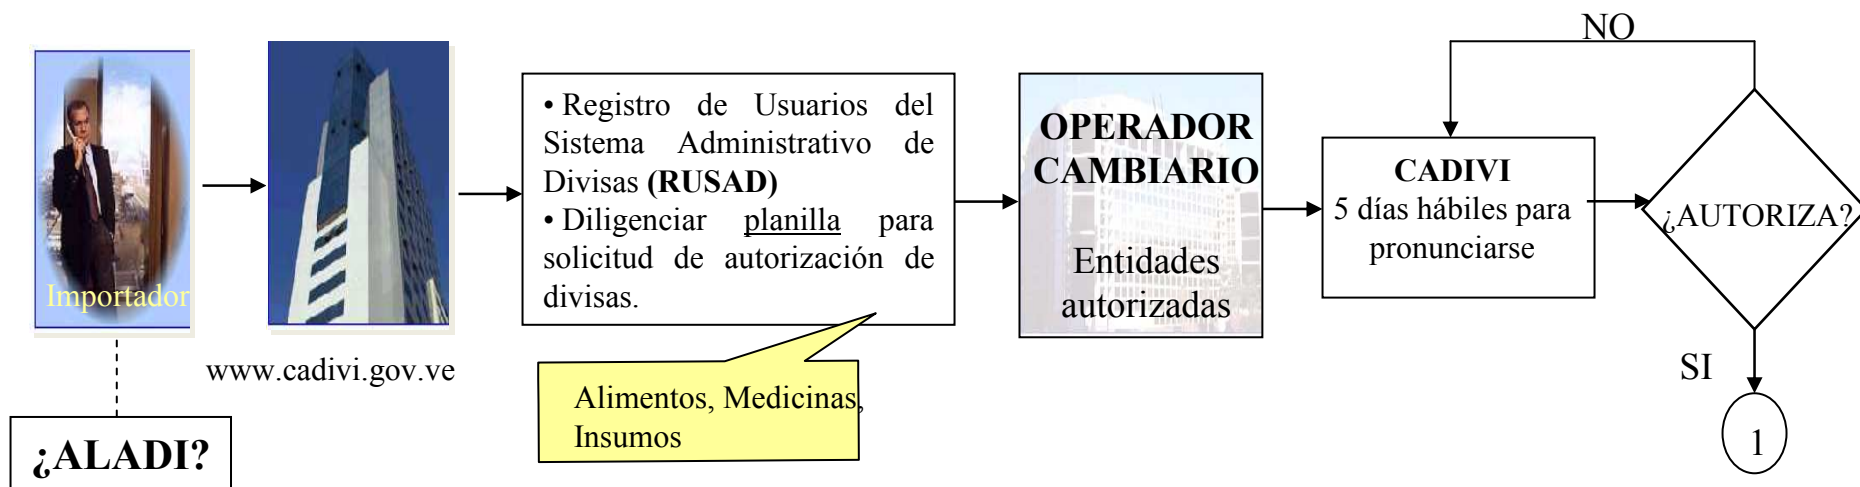 Importador
¿ALADI?
www.cadivi.gov.ve
• Registro de Usuarios del
Sistema Administrativo de
Divisas (RUSAD)
• Diligenciar planilla para
solicitud de autorización de
divisas.
Alimentos, Medicinas,
Insumos
OPERADOR
CAMBIARIO
Entidades
autorizadas
CADIVI
5 días hábiles para
pronunciarse
NO
¿AUTORIZA?
SI
1